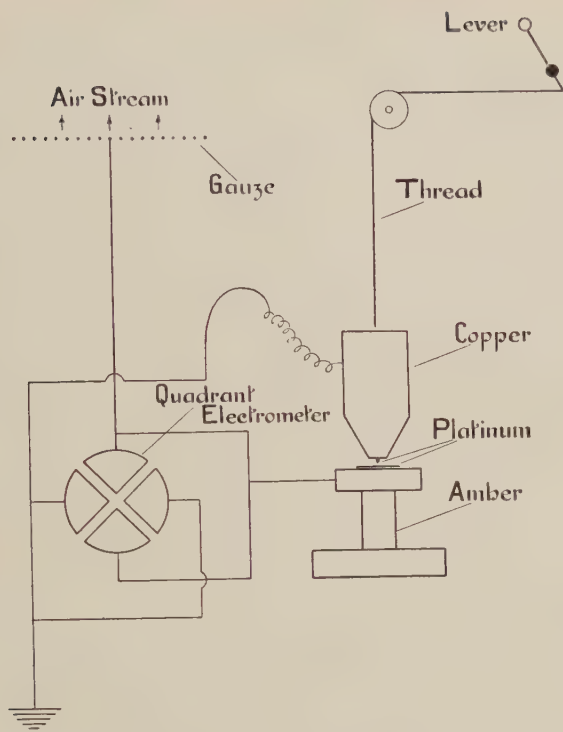 Lever
Air Stream
Gauze
Thread
Copper
Quadrant
Electrometer
Platinum
Amber